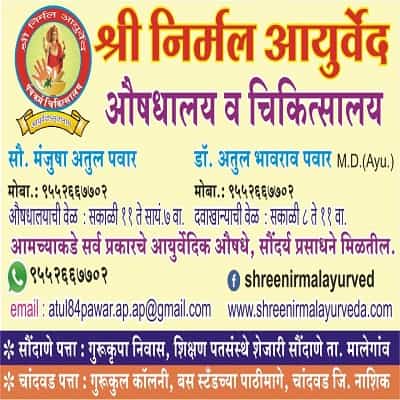 श्री निर्मल आयुर्वेद
श्री निर्मल आयुर्वेद
औषधालय व चिकित्सालय
सौ. मंजुषा अतुल पवार डॉ. अतुल भावराव पवार M.D.(Ayu.)
मोबा.: ९५५२६६७७०२ मोबा.: ९५५२६६७७०२
औषधालयाची वेळ : सकाळी ११ ते सायं.७ वा. दवाखान्याची वेळ : सकाळी ८ ते ११ वा.
आमच्याकडे सर्व प्रकारचे आयुर्वेदिक औषधे, सौंदर्य प्रसाधने मिळतील.
९५५२६६७७०२ shreenirmalayurved
email : atul84pawar.ap.ap@gmail.com www.shreenirmalayurveda.com
* सौंदाणे पत्ता : गुरूकृपा निवास, शिक्षण पतसंस्थे शेजारी सौंदाणे ता. मालेगांव
* चांदवड पत्ता : गुरूकुल कॉलनी, बस स्टँडच्या पाठीमागे, चांदवड जि. नाशिक